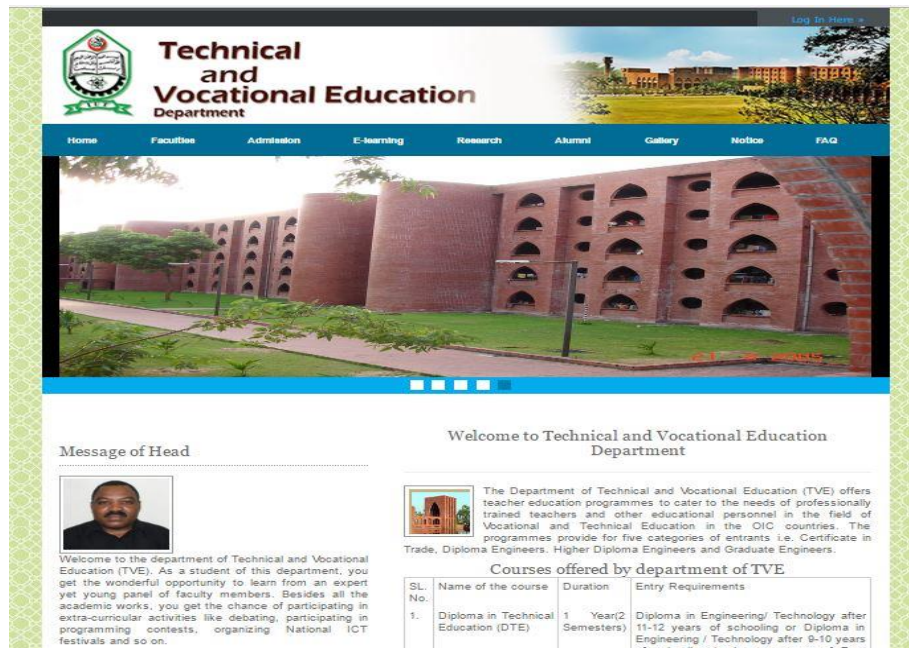 Log In Here »
Technical
and
Vocational Education
Department
Home Faculties Admission E-learning Research Alumni Gallery Notice FAQ
Message of Head
Welcome to the department of Technical and Vocational
Education (TVE). As a student of this department, you
get the wonderful opportunity to learn from an expert
yet young panel of faculty members. Besides all the
academic works, you get the chance of participating in
extra-curricular activities like debating, participating in
programming contests, organizing National ICT
festivals and so on.
Welcome to Technical and Vocational Education
Department
The Department of Technical and Vocational Education (TVE) offers
teacher education programmes to cater to the needs of professionally
trained teachers and other educational personnel in the field of
Vocational and Technical Education in the OIC countries. The
programmes provide for five categories of entrants i.e. Certificate in
Trade, Diploma Engineers. Higher Diploma Engineers and Graduate Engineers.
Courses offered by department of TVE
SL. No. Name of the course Duration Entry Requirements
1. Diploma in Technical Education (DTE) 1 Year(2 Semesters) Diploma in Engineering/ Technology after
11-12 years of schooling or Diploma in
Engineering / Technology after 9-10 years